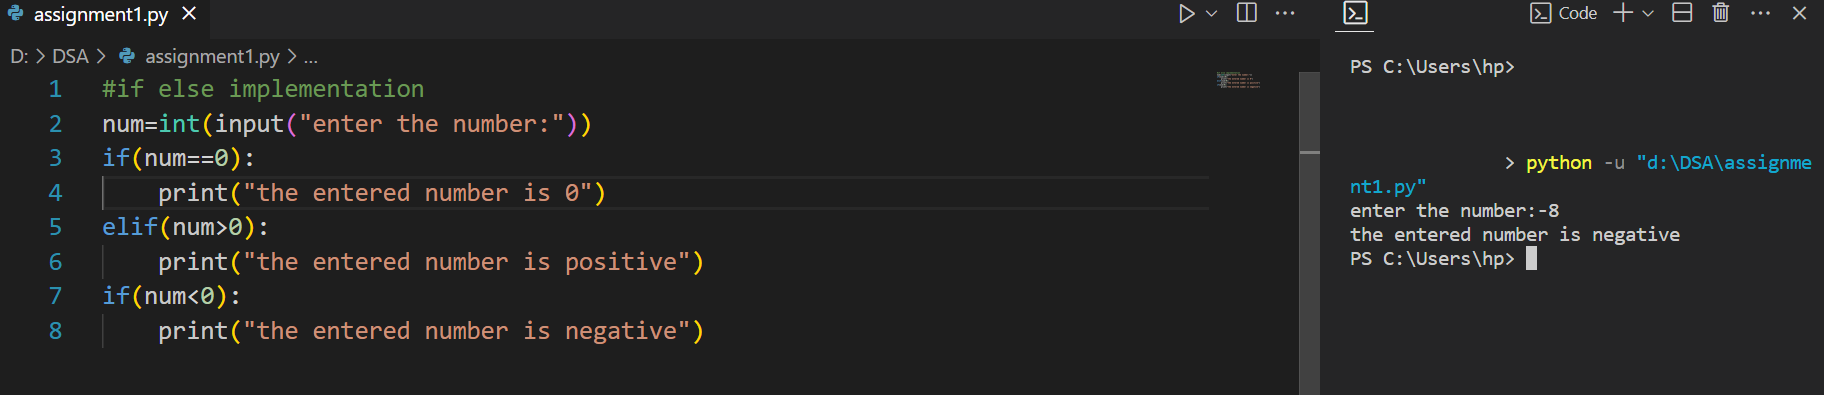 assignment1.py
D: > DSA > assignment1.py > ...
1 #if else implementation
2 num=int(input("enter the number:"))
3 if(num==0):
4     print("the entered number is 0")
5 elif(num>0):
6     print("the entered number is positive")
7 if(num<0):
8     print("the entered number is negative")
Code
PS C:\Users\hp>
> python -u "d:\DSA\assignme
nt1.py"
enter the number:-8
the entered number is negative
PS C:\Users\hp>